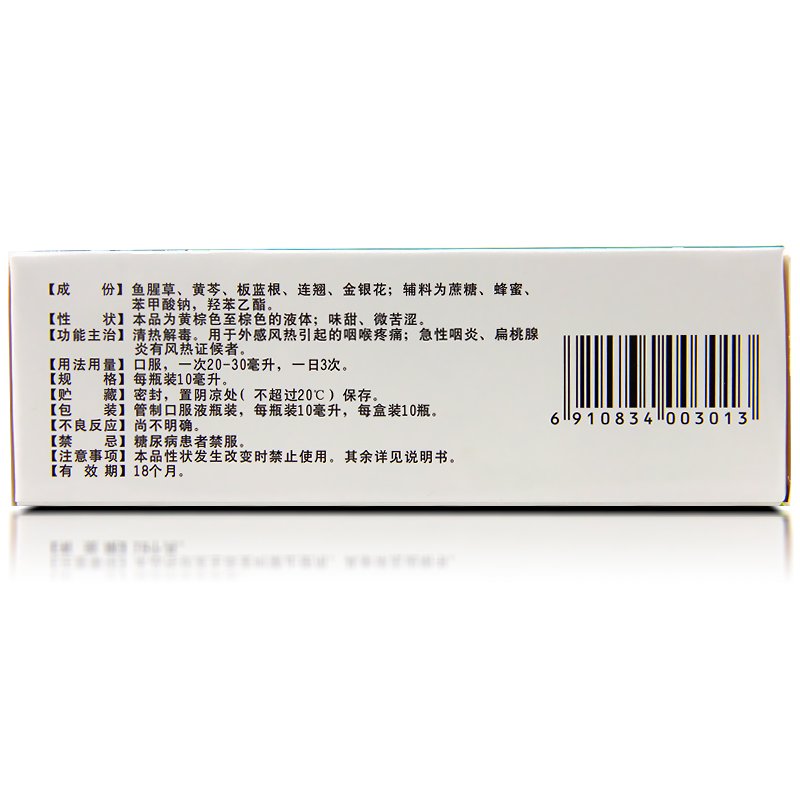 【成　份】鱼腥草、黄芩、板蓝根、连翘、金银花；辅料为蔗糖、蜂蜜、
苯甲酸钠，羟苯乙酯。
【性　状】本品为黄棕色至棕色的液体；味甜、微苦涩。
【功能主治】清热解毒。用于外感风热引起的咽喉疼痛；急性咽炎、扁桃腺
炎有风热证候者。
【用法用量】口服，一次20-30毫升，一日3次。
【规　格】每瓶装10毫升。
【贮　藏】密封，置阴凉处( 不超过20℃ ) 保存。
【包　装】管制口服液瓶装，每瓶装10毫升，每盒装10瓶。
【不良反应】尚不明确。
【禁　忌】糖尿病患者禁服。
【注意事项】本品性状发生改变时禁止使用。其余详见说明书。
【有 效 期】18个月。
6 910834 003013